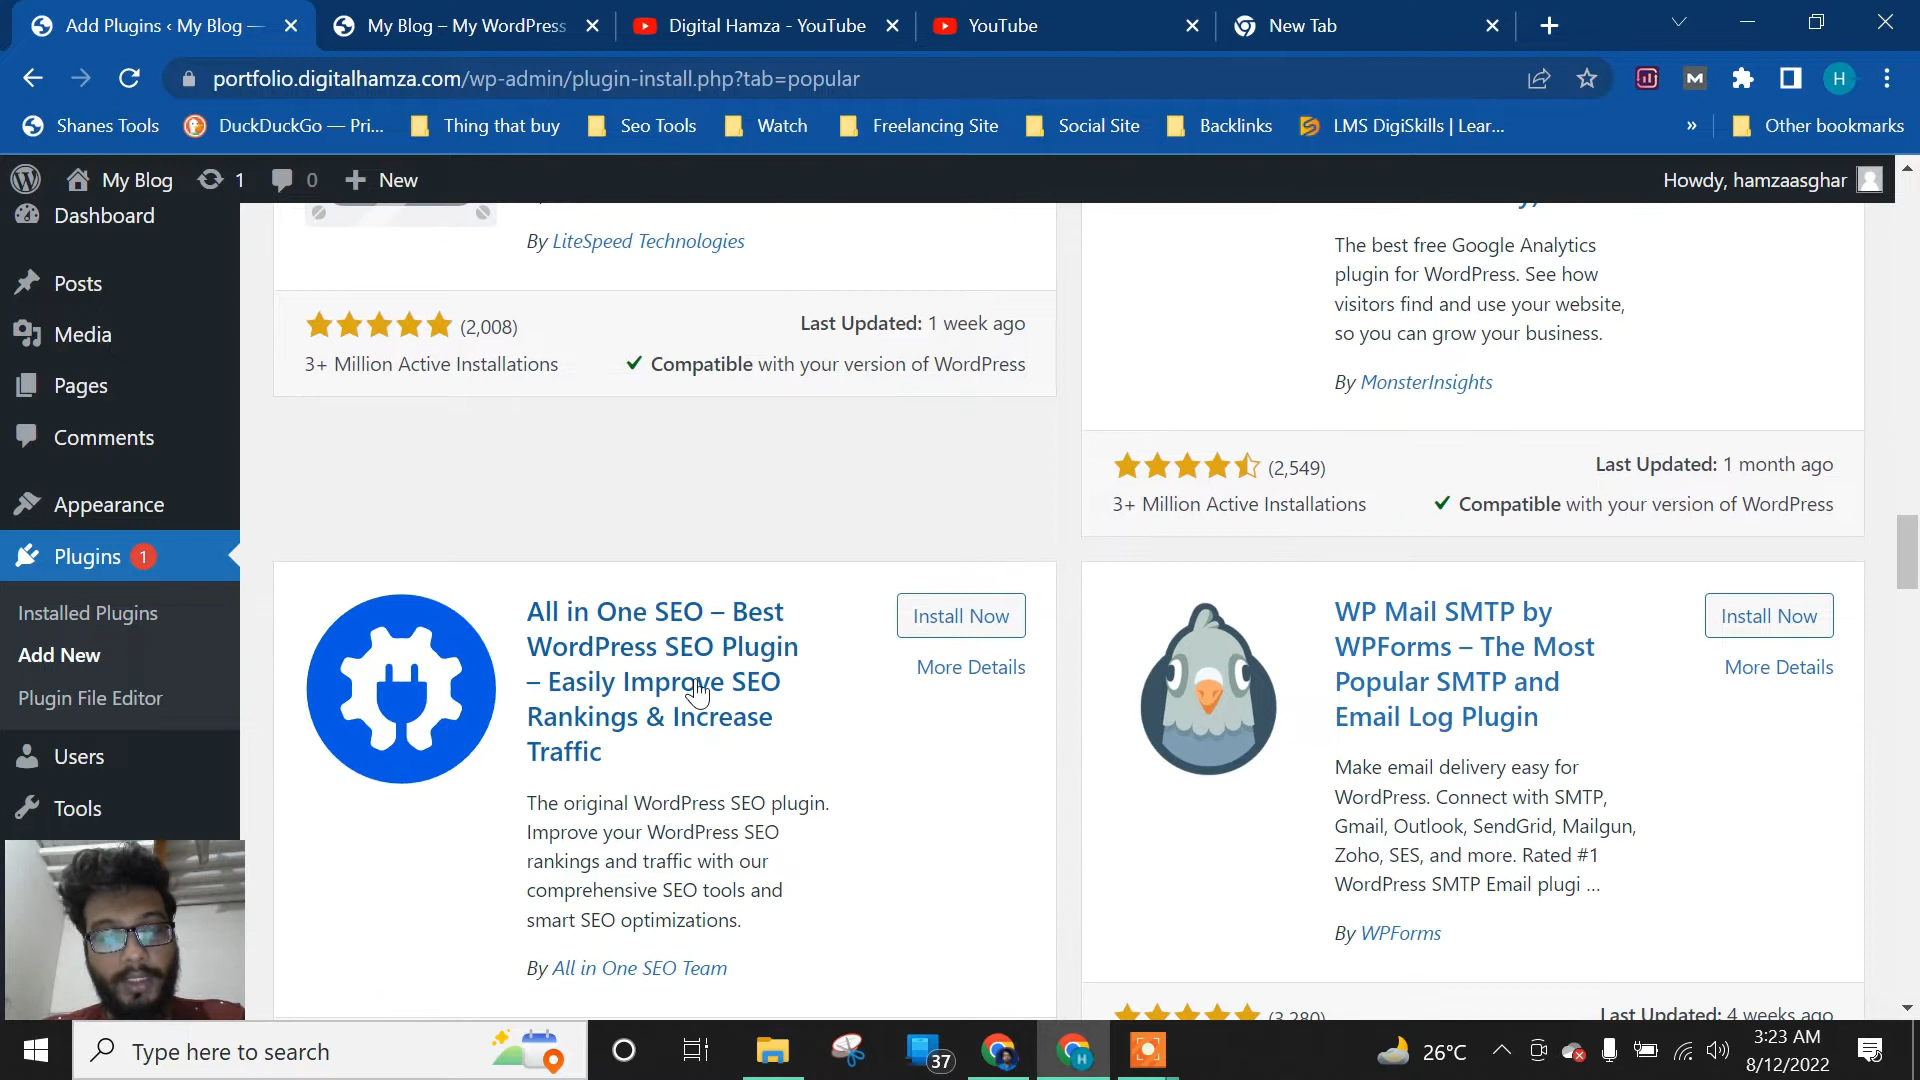 Add Plugins ‹ My Blog —
My Blog – My WordPress
Digital Hamza - YouTube
YouTube
New Tab
portfolio.digitalhamza.com/wp-admin/plugin-install.php?tab=popular
H
Shanes Tools
DuckDuckGo — Pri...
Thing that buy
Seo Tools
Watch
Freelancing Site
Social Site
Backlinks
LMS DigiSkills | Lear...
»
Other bookmarks
My Blog
1
0
New
Howdy, hamzaasghar
Dashboard
Posts
Media
Pages
Comments
Appearance
Plugins 1
Installed Plugins
Add New
Plugin File Editor
Users
Tools
By LiteSpeed Technologies
(2,008)
3+ Million Active Installations
Last Updated: 1 week ago
Compatible with your version of WordPress
The best free Google Analytics
plugin for WordPress. See how
visitors find and use your website,
so you can grow your business.
By MonsterInsights
(2,549)
3+ Million Active Installations
Last Updated: 1 month ago
Compatible with your version of WordPress
All in One SEO – Best
WordPress SEO Plugin
– Easily Improve SEO
Rankings & Increase
Traffic
Install Now
More Details
The original WordPress SEO plugin.
Improve your WordPress SEO
rankings and traffic with our
comprehensive SEO tools and
smart SEO optimizations.
By All in One SEO Team
WP Mail SMTP by
WPForms – The Most
Popular SMTP and
Email Log Plugin
Install Now
More Details
Make email delivery easy for
WordPress. Connect with SMTP,
Gmail, Outlook, SendGrid, Mailgun,
Zoho, SES, and more. Rated #1
WordPress SMTP Email plugi ...
By WPForms
(3,280)
Last Updated: 4 weeks ago
Type here to search
37
H
26°C
3:23 AM
8/12/2022